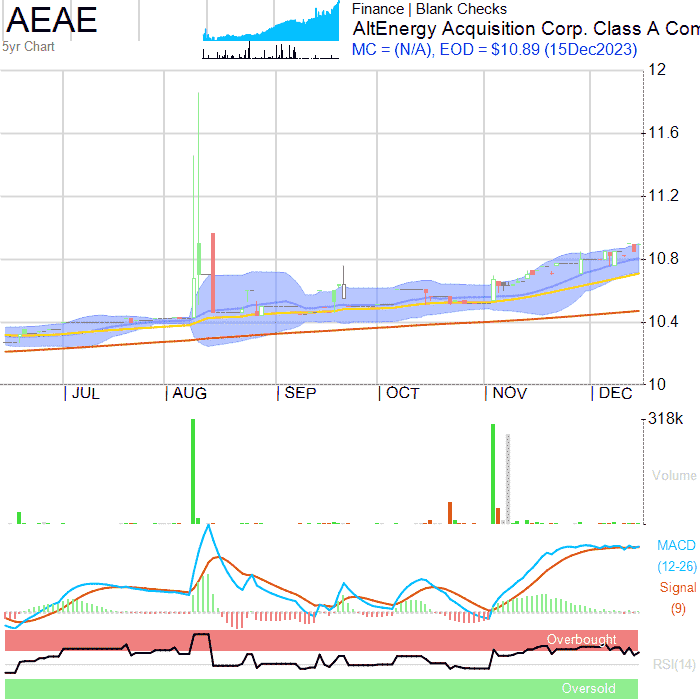 AEAE
5yr Chart
Finance | Blank Checks
AltEnergy Acquisition Corp. Class A Com
MC = (N/A), EOD = $10.89 (15Dec2023)
12
11.6
11.2
10.8
10.4
10
JUL AUG SEP OCT NOV DEC
318k
Volume
MACD
(12-26)
Signal
(9)
Overbought
RSI(14)
Oversold